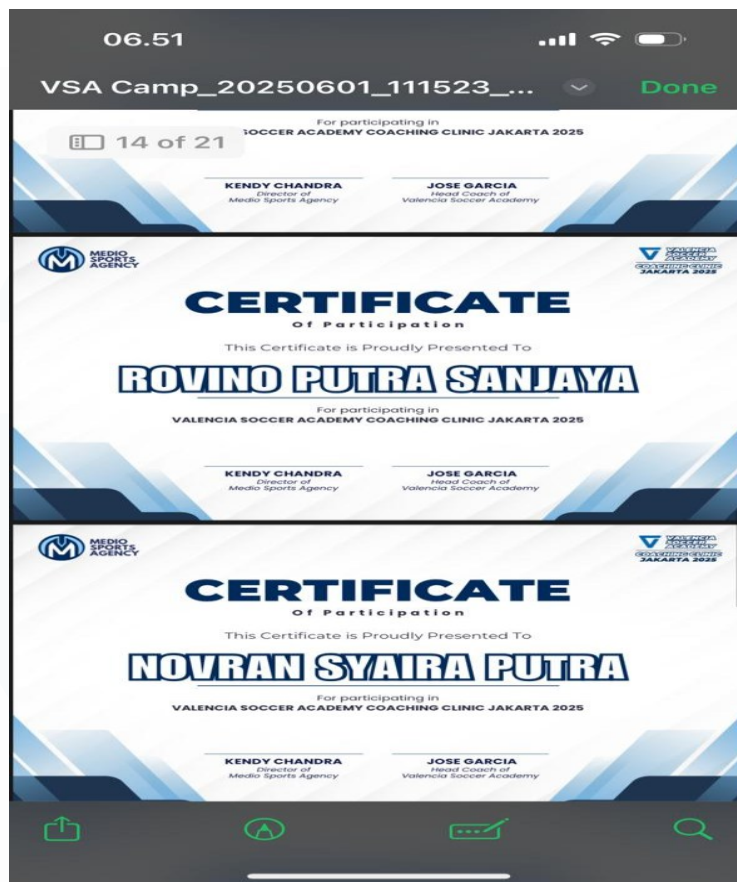 06.51
VSA Camp_20250601_111523_...
Done
14 of 21
For participating in
SOCCER ACADEMY COACHING CLINIC JAKARTA 2025
KENDY CHANDRA
Director of
Medio Sports Agency
JOSE GARCIA
Head Coach of
Valencia Soccer Academy
MEDIO
SPORTS
AGENCY
VALENCIA
SOCCER
ACADEMY
COACHING CLINIC
JAKARTA 2025
CERTIFICATE
Of Participation
This Certificate is Proudly Presented To
ROVINO PUTRA SANJAYA
For participating in
VALENCIA SOCCER ACADEMY COACHING CLINIC JAKARTA 2025
KENDY CHANDRA
Director of
Medio Sports Agency
JOSE GARCIA
Head Coach of
Valencia Soccer Academy
MEDIO
SPORTS
AGENCY
VALENCIA
SOCCER
ACADEMY
COACHING CLINIC
JAKARTA 2025
CERTIFICATE
Of Participation
This Certificate is Proudly Presented To
NOVRAN SYAIRA PUTRA
For participating in
VALENCIA SOCCER ACADEMY COACHING CLINIC JAKARTA 2025
KENDY CHANDRA
Director of
Medio Sports Agency
JOSE GARCIA
Head Coach of
Valencia Soccer Academy